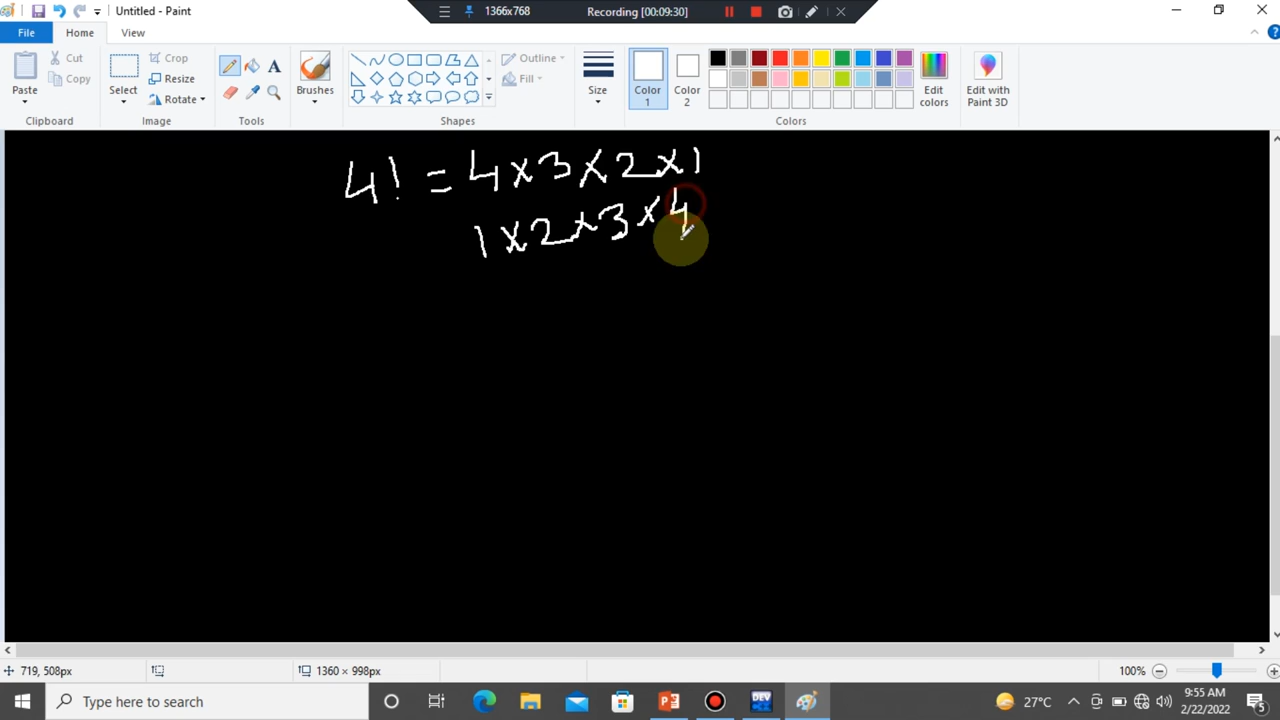 Untitled - Paint
1366x768
Recording [00:09:30]
File
Home
View
Paste
Cut
Copy
Clipboard
Select
Crop
Resize
Rotate
Image
Tools
Brushes
Shapes
Outline
Fill
Size
Color 1
Color 2
Edit colors
Edit with Paint 3D
Colors
4! = 4×3×2×1
1×2×3×4
719, 508px
1360 × 998px
100%
Type here to search
DEV
27°C
9:55 AM
2/22/2022
5